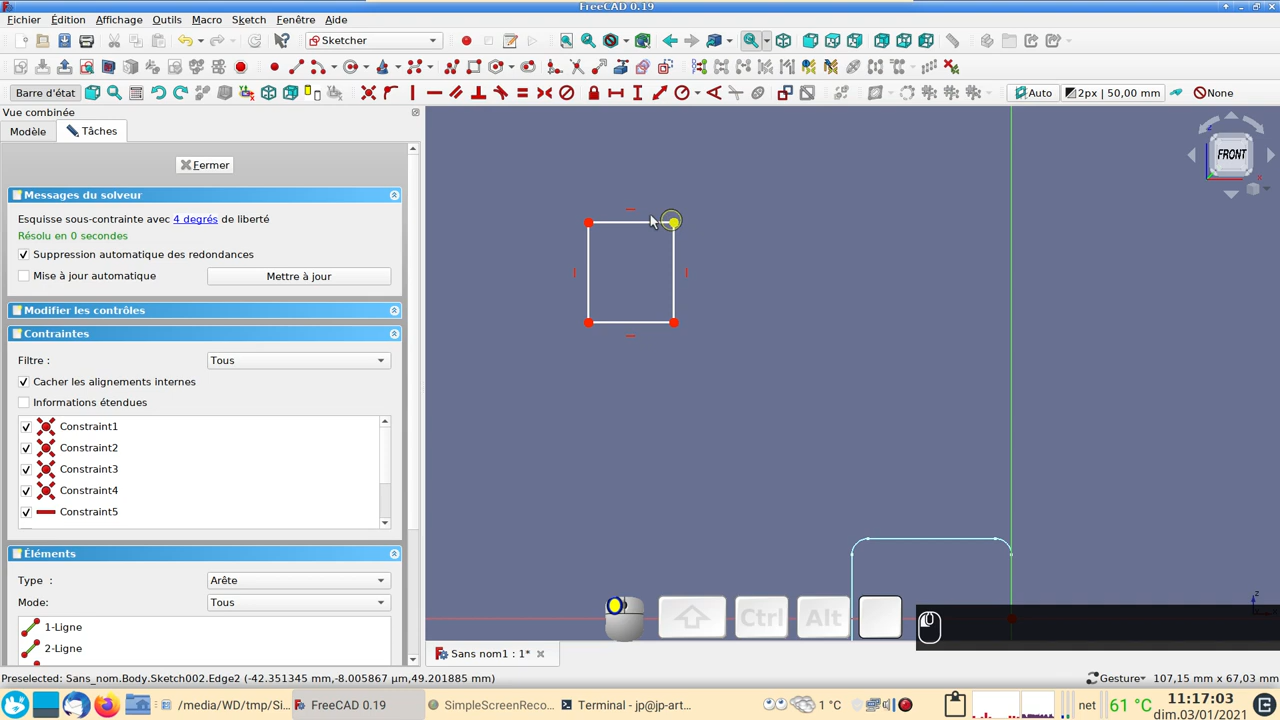 FreeCAD 0.19
Fichier Édition Affichage Outils Macro Sketch Fenêtre Aide
Sketcher
Barre d'état Auto 2px | 50,00 mm None
Vue combinée
Modèle Tâches
Fermer
Messages du solveur
Esquisse sous-contrainte avec 4 degrés de liberté
Résolu en 0 secondes
Suppression automatique des redondances
Mise à jour automatique Mettre à jour
Modifier les contrôles
Contraintes
Filtre : Tous
Cacher les alignements internes
Informations étendues
Constraint1
Constraint2
Constraint3
Constraint4
Constraint5
Éléments
Type : Arête
Mode: Tous
1-Ligne
2-Ligne
FRONT
z
x
Ctrl Alt
z
Sans nom1 : 1*
Preselected: Sans_nom.Body.Sketch002.Edge2 (-42.351345 mm,-8.005867 µm,49.201885 mm)
Gesture 107,15 mm x 67,03 mm
/media/WD/tmp/Si... FreeCAD 0.19 SimpleScreenReco... Terminal - jp@jp-art... 1 °C net 61 °C 11:17:03
dim.03/01/2021